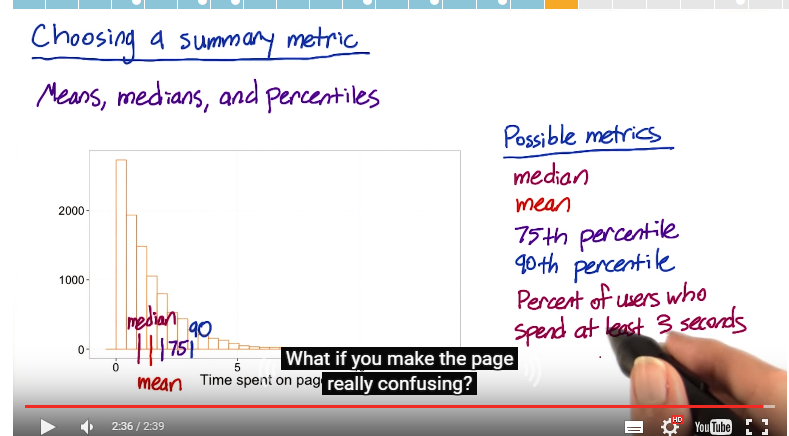 Choosing a summary metric
Means, medians, and percentiles
Possible metrics
median
mean
75th percentile
90th percentile
Percent of users who
spend at least 3 seconds
2000
1000
0
median
90
75
0
5
mean
Time spent on pag
What if you make the page
really confusing?
2:36 / 2:39
HD
YouTube